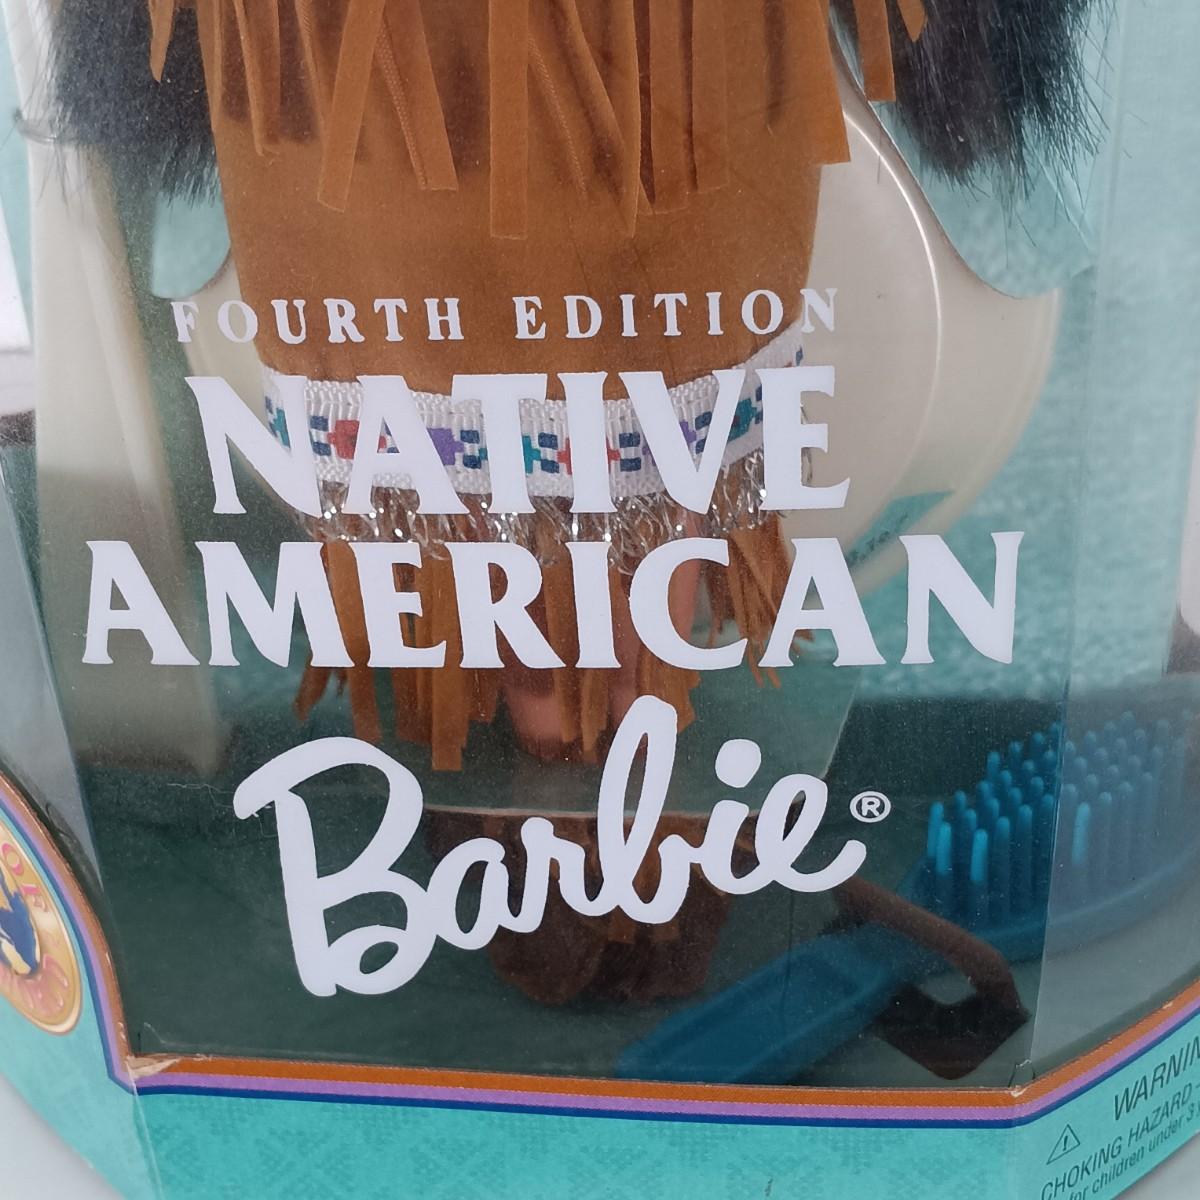 FOURTH EDITION
NATIVE
AMERICAN
Barbie®
WARNIN
CHOKING HAZARD
for children under 3